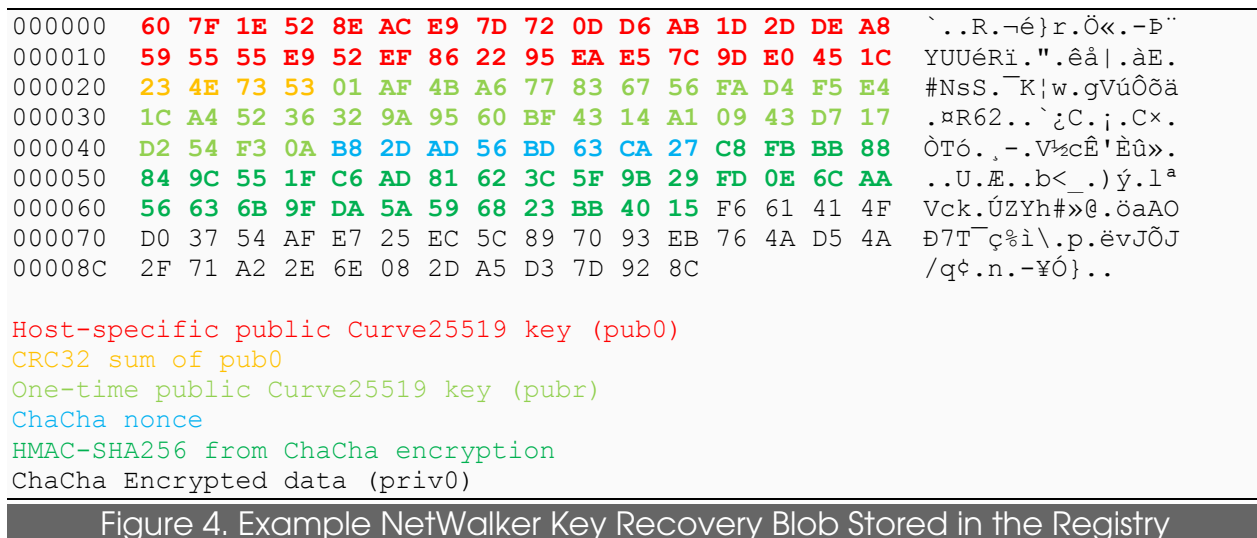 000000 60 7F 1E 52 8E AC E9 7D 72 0D D6 AB 1D 2D DE A8 `..R.¬é}r.Ö«.-Þ¨
000010 59 55 55 E9 52 EF 86 22 95 EA E5 7C 9D E0 45 1C YUUéRï.".êå|.àE.
000020 23 4E 73 53 01 AF 4B A6 77 83 67 56 FA D4 F5 E4 #NsS.¯K¦w.gVúÔõä
000030 1C A4 52 36 32 9A 95 60 BF 43 14 A1 09 43 D7 17 .¤R62..`¿C.¡.C×.
000040 D2 54 F3 0A B8 2D AD 56 BD 63 CA 27 C8 FB BB 88 ÒTó.¸-.V½cÊ'Èû».
000050 84 9C 55 1F C6 AD 81 62 3C 5F 9B 29 FD 0E 6C AA ..U.Æ..b<_.)ý.lª
000060 56 63 6B 9F DA 5A 59 68 23 BB 40 15 F6 61 41 4F Vck.ÚZYh#»@.öaAO
000070 D0 37 54 AF E7 25 EC 5C 89 70 93 EB 76 4A D5 4A Ð7T¯ç%ì\.p.ëvJÕJ
00008C 2F 71 A2 2E 6E 08 2D A5 D3 7D 92 8C /q¢.n.-¥Ó}..
Host-specific public Curve25519 key (pub0)
CRC32 sum of pub0
One-time public Curve25519 key (pubr)
ChaCha nonce
HMAC-SHA256 from ChaCha encryption
ChaCha Encrypted data (priv0)
Figure 4. Example NetWalker Key Recovery Blob Stored in the Registry